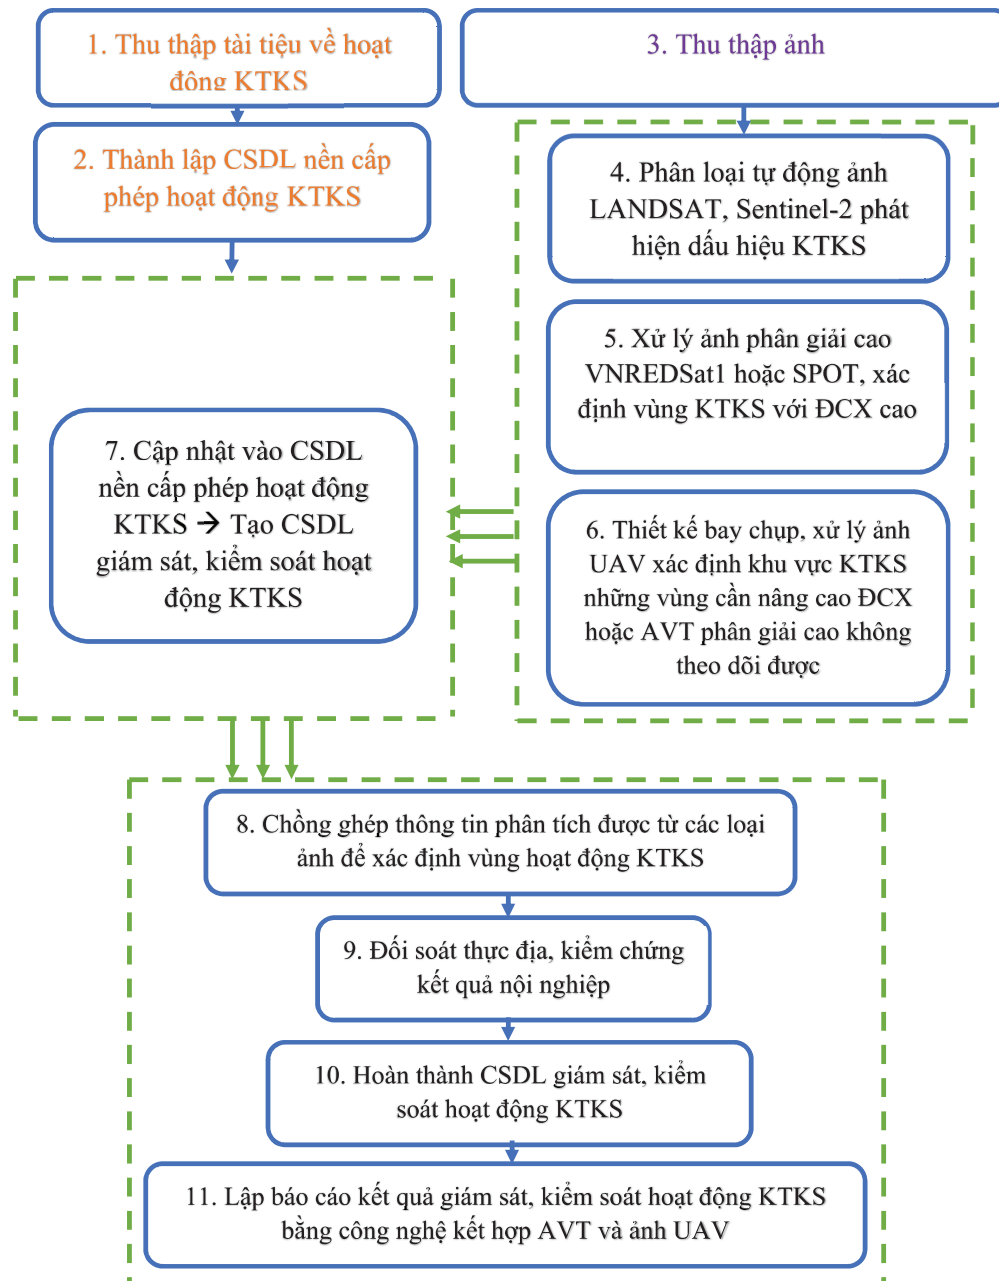 1. Thu thập tài tiệu về hoạt
động KTKS
2. Thành lập CSDL nền cấp
phép hoạt động KTKS
3. Thu thập ảnh
4. Phân loại tự động ảnh
LANDSAT, Sentinel-2 phát
hiện dấu hiệu KTKS
5. Xử lý ảnh phân giải cao
VNREDSat1 hoặc SPOT, xác
định vùng KTKS với ĐCX cao
6. Thiết kế bay chụp, xử lý ảnh
UAV xác định khu vực KTKS
những vùng cần nâng cao ĐCX
hoặc AVT phân giải cao không
theo dõi được
7. Cập nhật vào CSDL
nền cấp phép hoạt động
KTKS → Tạo CSDL
giám sát, kiểm soát hoạt
động KTKS
8. Chồng ghép thông tin phân tích được từ các loại
ảnh để xác định vùng hoạt động KTKS
9. Đối soát thực địa, kiểm chứng
kết quả nội nghiệp
10. Hoàn thành CSDL giám sát, kiểm
soát hoạt động KTKS
11. Lập báo cáo kết quả giám sát, kiểm soát hoạt động KTKS
bằng công nghệ kết hợp AVT và ảnh UAV